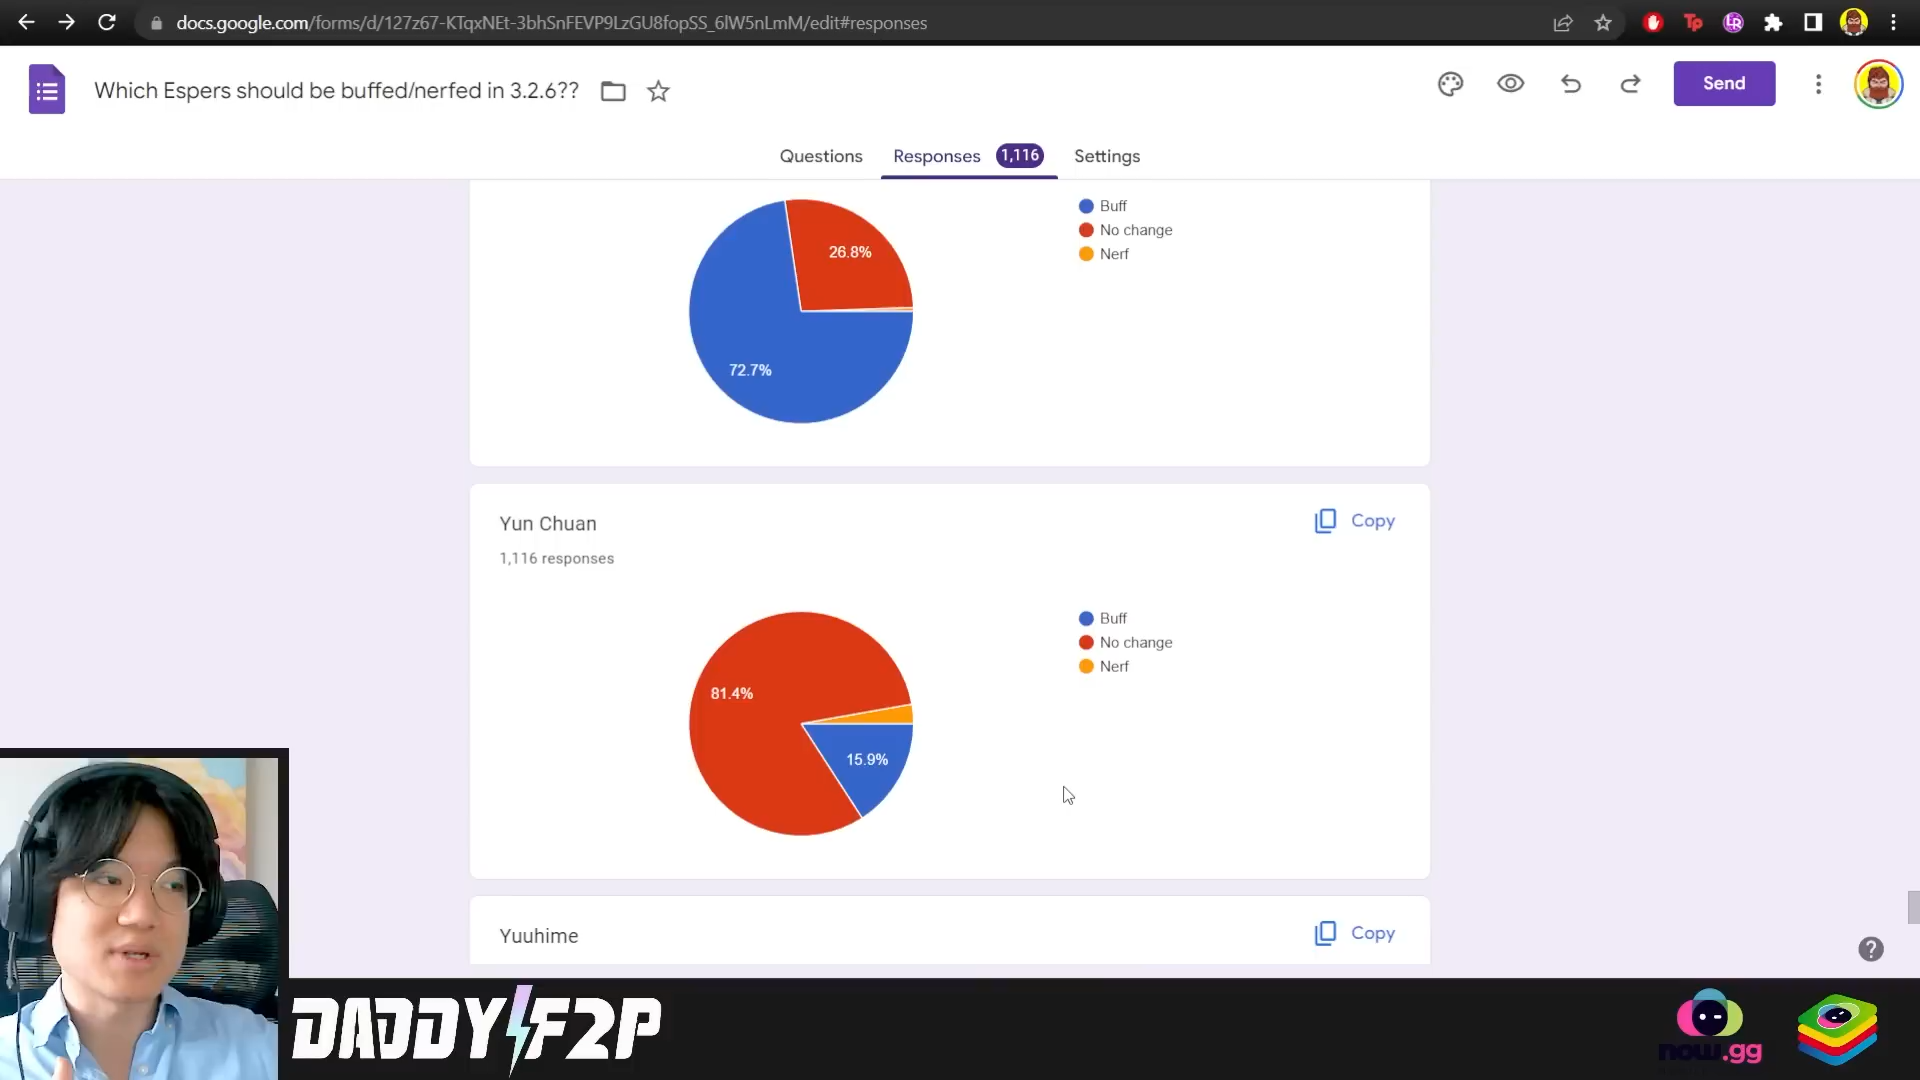 docs.google.com/forms/d/127z67-KTqxNEt-3bhSnFEVP9LzGU8fopSS_6lW5nLmM/edit#responses
Which Espers should be buffed/nerfed in 3.2.6??
Send
Questions
Responses
1,116
Settings
26.8%
72.7%
Buff
No change
Nerf
Yun Chuan
Copy
1,116 responses
81.4%
15.9%
Buff
No change
Nerf
Yuuhime
Copy
DADDY F2P
now.gg